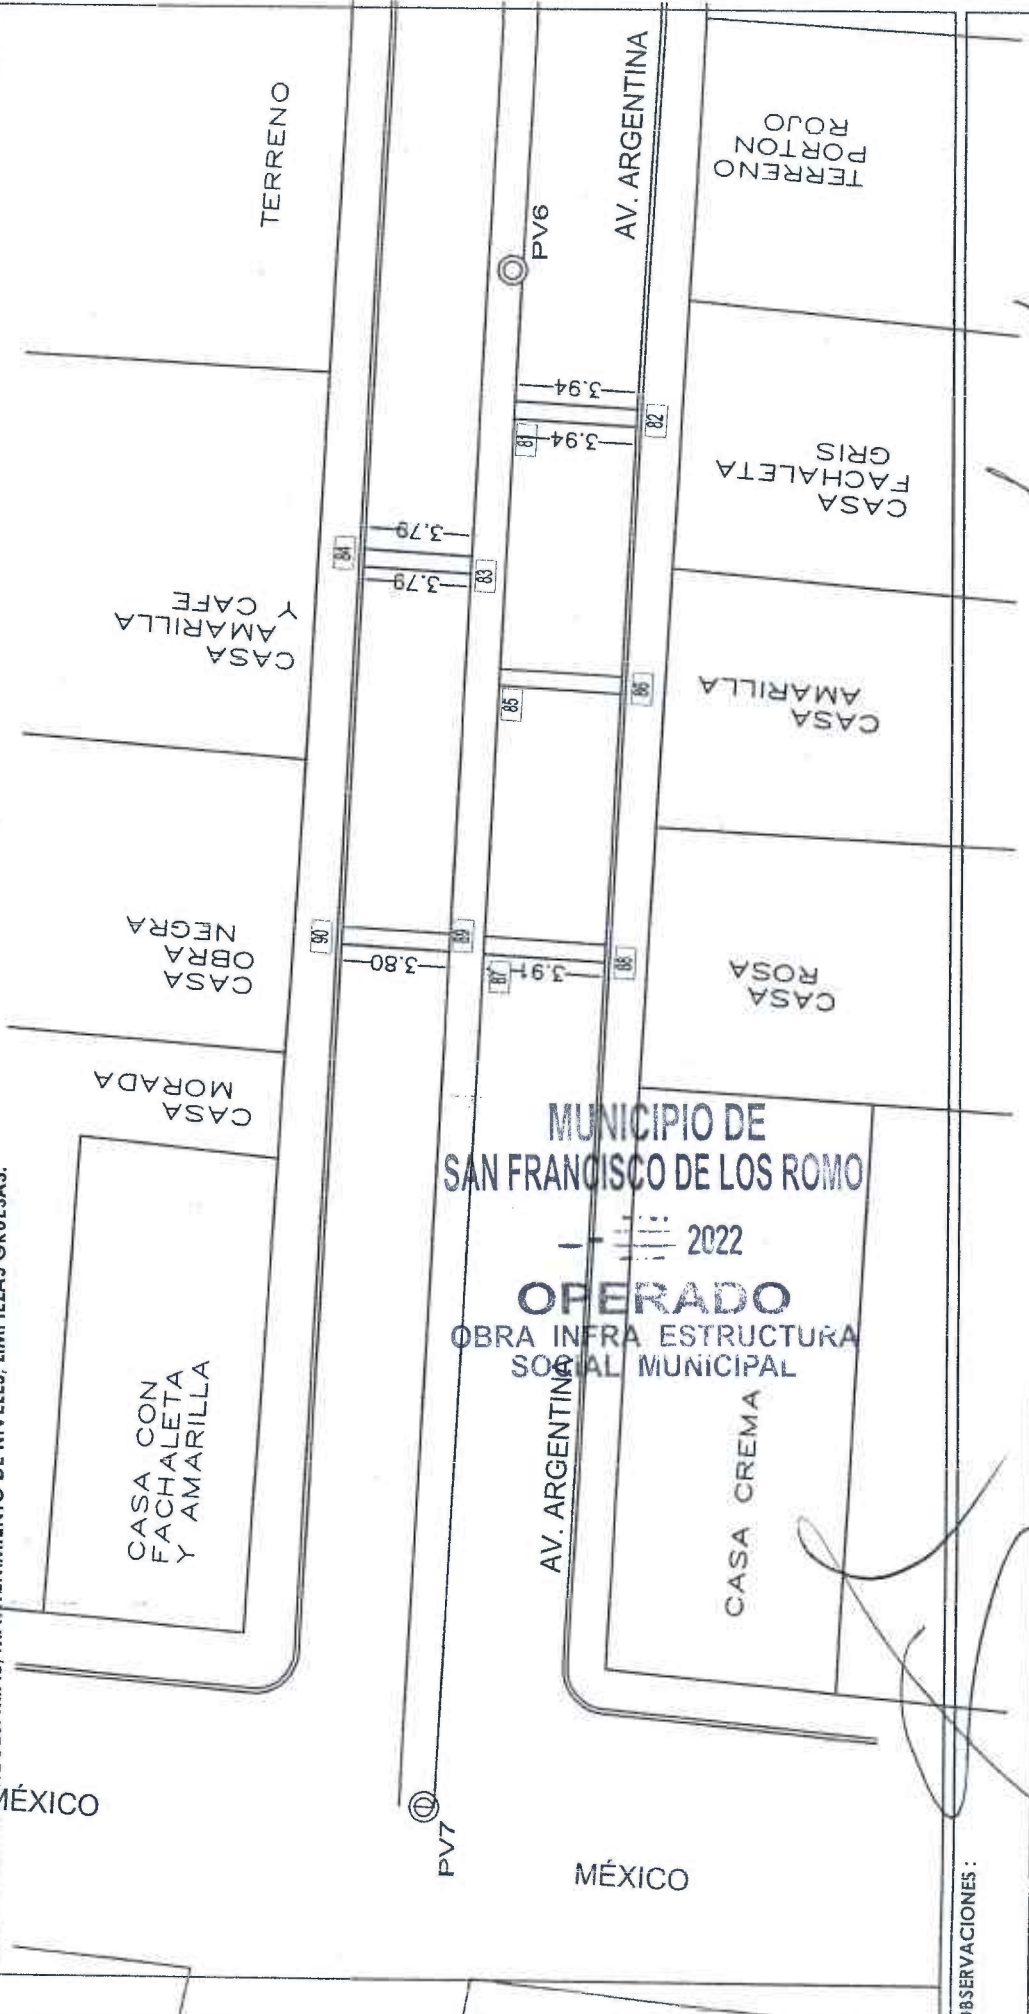 LIMPIEZAS GRUESAS.
TERRENO
AV. ARGENTINA
TERRENO
PORTON
ROJO
PV6
3.94
3.94
81
82
CASA
FACHALETA
GRIS
84
3.79
3.79
83
CASA
AMARILLA
Y CAFE
85
86
CASA
AMARILLA
CASA
OBRA
NEGRA
90
3.80
89
87
3.91
88
CASA
ROSA
CASA
MORADA
MUNICIPIO DE
SAN FRANCISCO DE LOS ROMO
2022
OPERADO
OBRA INFRA ESTRUCTURA
SOCIAL MUNICIPAL
CASA CON
FACHALETA
Y AMARILLA
AV. ARGENTINA
CASA CREMA
MÉXICO
PV7
MÉXICO
OBSERVACIONES :